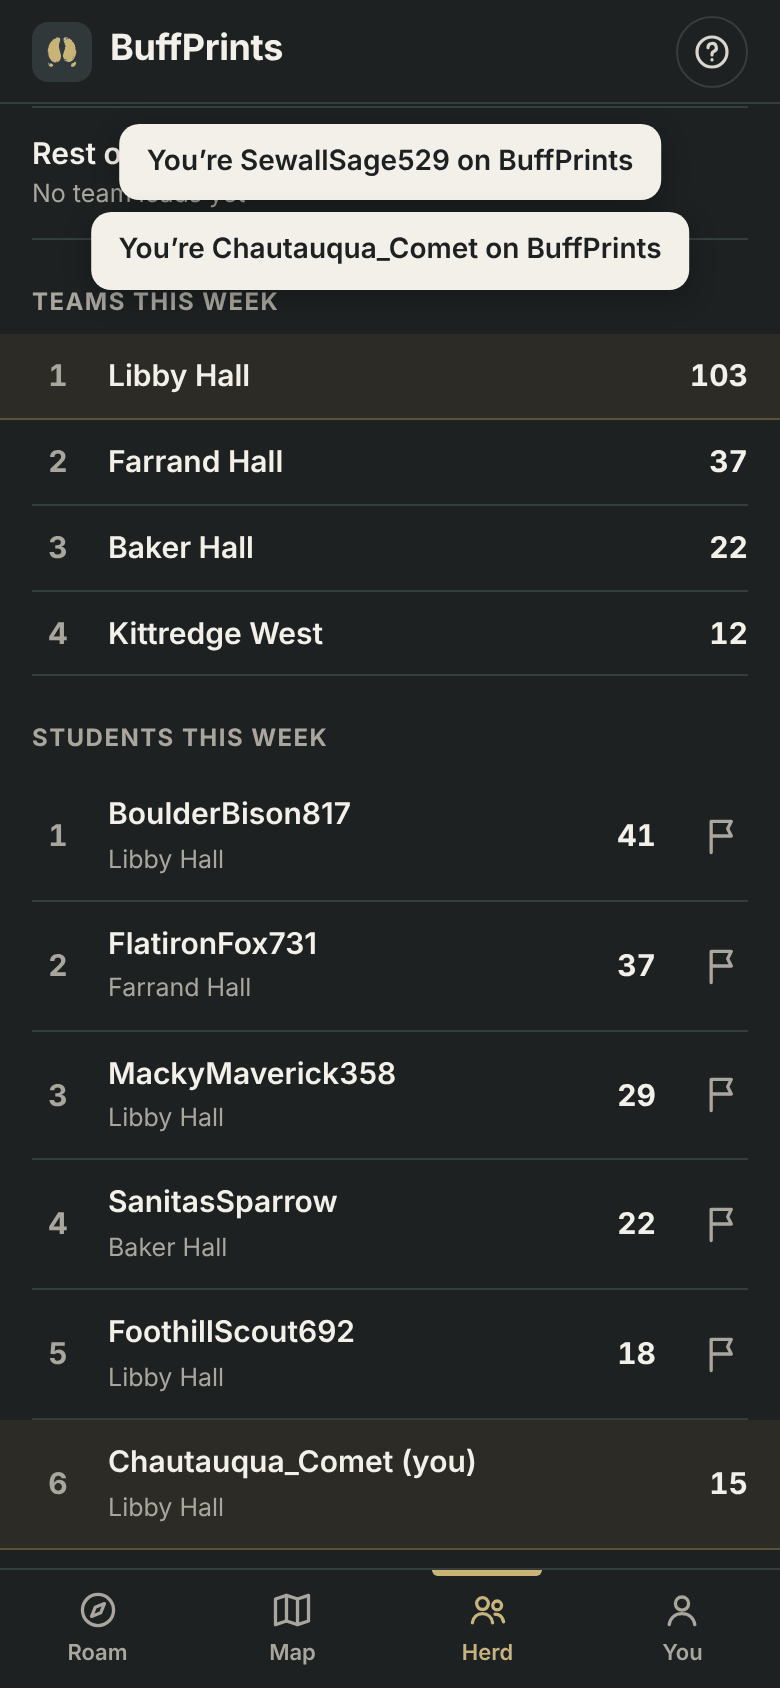 BuffPrints
Rest o
You’re SewallSage529 on BuffPrints
No team
You’re Chautauqua_Comet on BuffPrints
TEAMS THIS WEEK
1 Libby Hall 103
2 Farrand Hall 37
3 Baker Hall 22
4 Kittredge West 12
STUDENTS THIS WEEK
1 BoulderBison817 41
Libby Hall
2 FlatironFox731 37
Farrand Hall
3 MackyMaverick358 29
Libby Hall
4 SanitasSparrow 22
Baker Hall
5 FoothillScout692 18
Libby Hall
6 Chautauqua_Comet (you) 15
Libby Hall
Roam Map Herd You